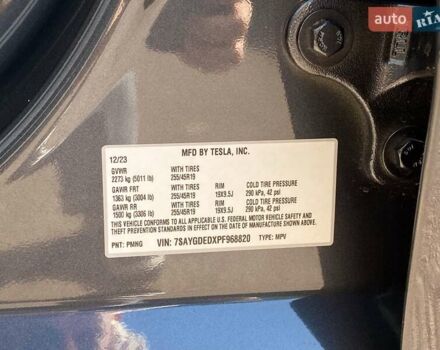 auto RIA
MFD BY TESLA, INC.
12/23
GVWR WITH TIRES
2273 kg (5011 lb) 255/45R19
GAWR FRT WITH TIRES RIM COLD TIRE PRESSURE
1363 kg (3004 lb) 255/45R19 19X9.5J 290 kPa, 42 psi
GAWR RR WITH TIRES RIM COLD TIRE PRESSURE
1500 kg (3306 lb) 255/45R19 19X9.5J 290 kPa, 42 psi
THIS VEHICLE CONFORMS TO ALL APPLICABLE U.S. FEDERAL MOTOR VEHICLE SAFETY
AND THEFT PREVENTION STANDARDS IN EFFECT ON THE DATE OF MANUFACTURE SHOWN ABOVE.
PNT: PMNG VIN: 7SAYGDEDXPF968820 TYPE: MPV